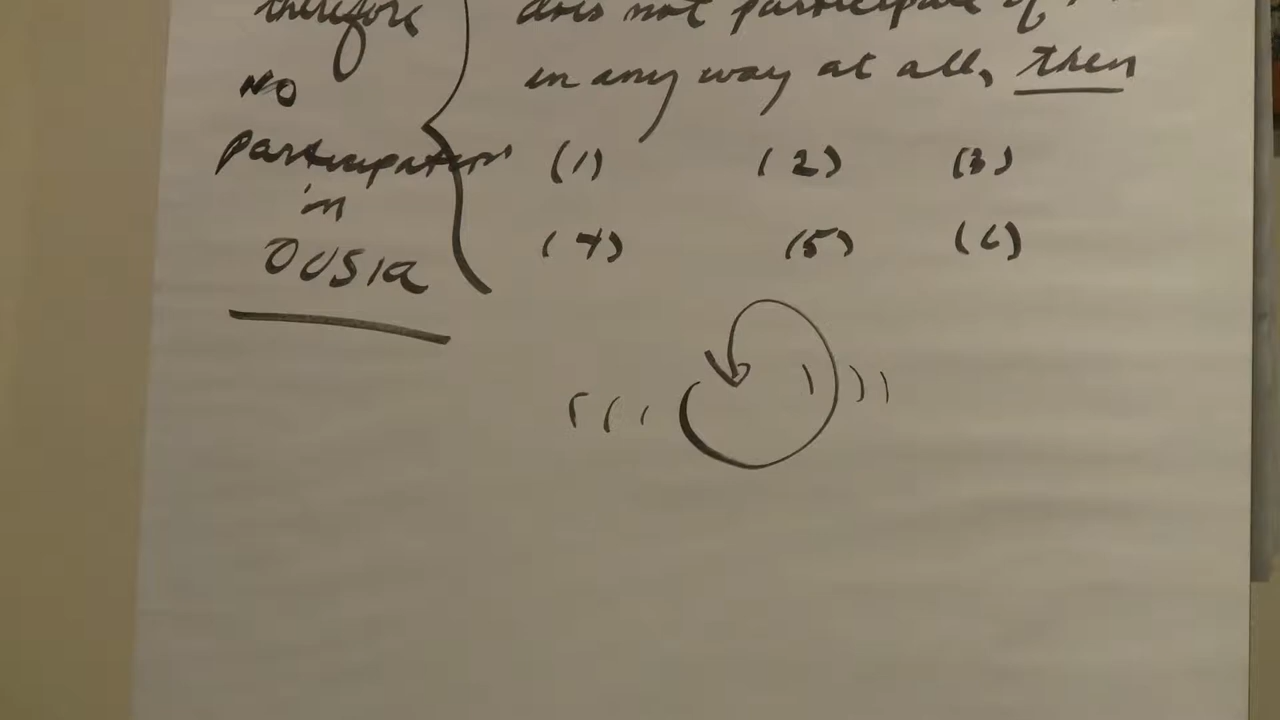 therefore
NO
participation
in
OUSIA
does not participate of
in any way at all, then
(1) (2) (3)
(4) (5) (6)